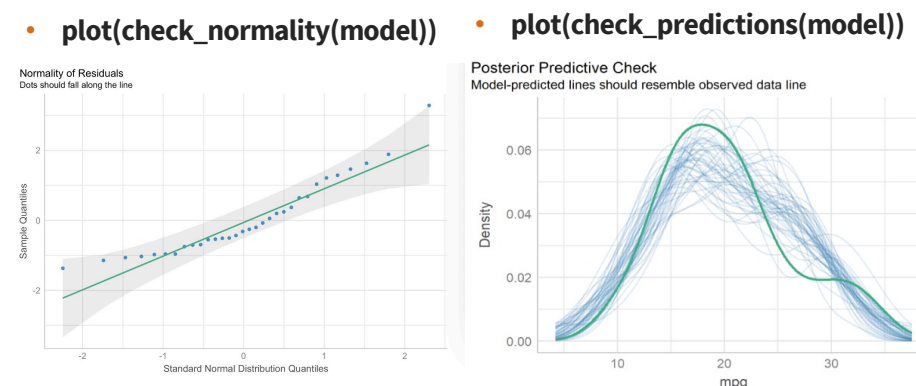 • plot(check_normality(model))
Normality of Residuals
Dots should fall along the line
Sample Quantiles
2
0
-2
-2
-1
0
1
2
Standard Normal Distribution Quantiles
• plot(check_predictions(model))
Posterior Predictive Check
Model-predicted lines should resemble observed data line
Density
0.06
0.04
0.02
0.00
10
20
30
mpg